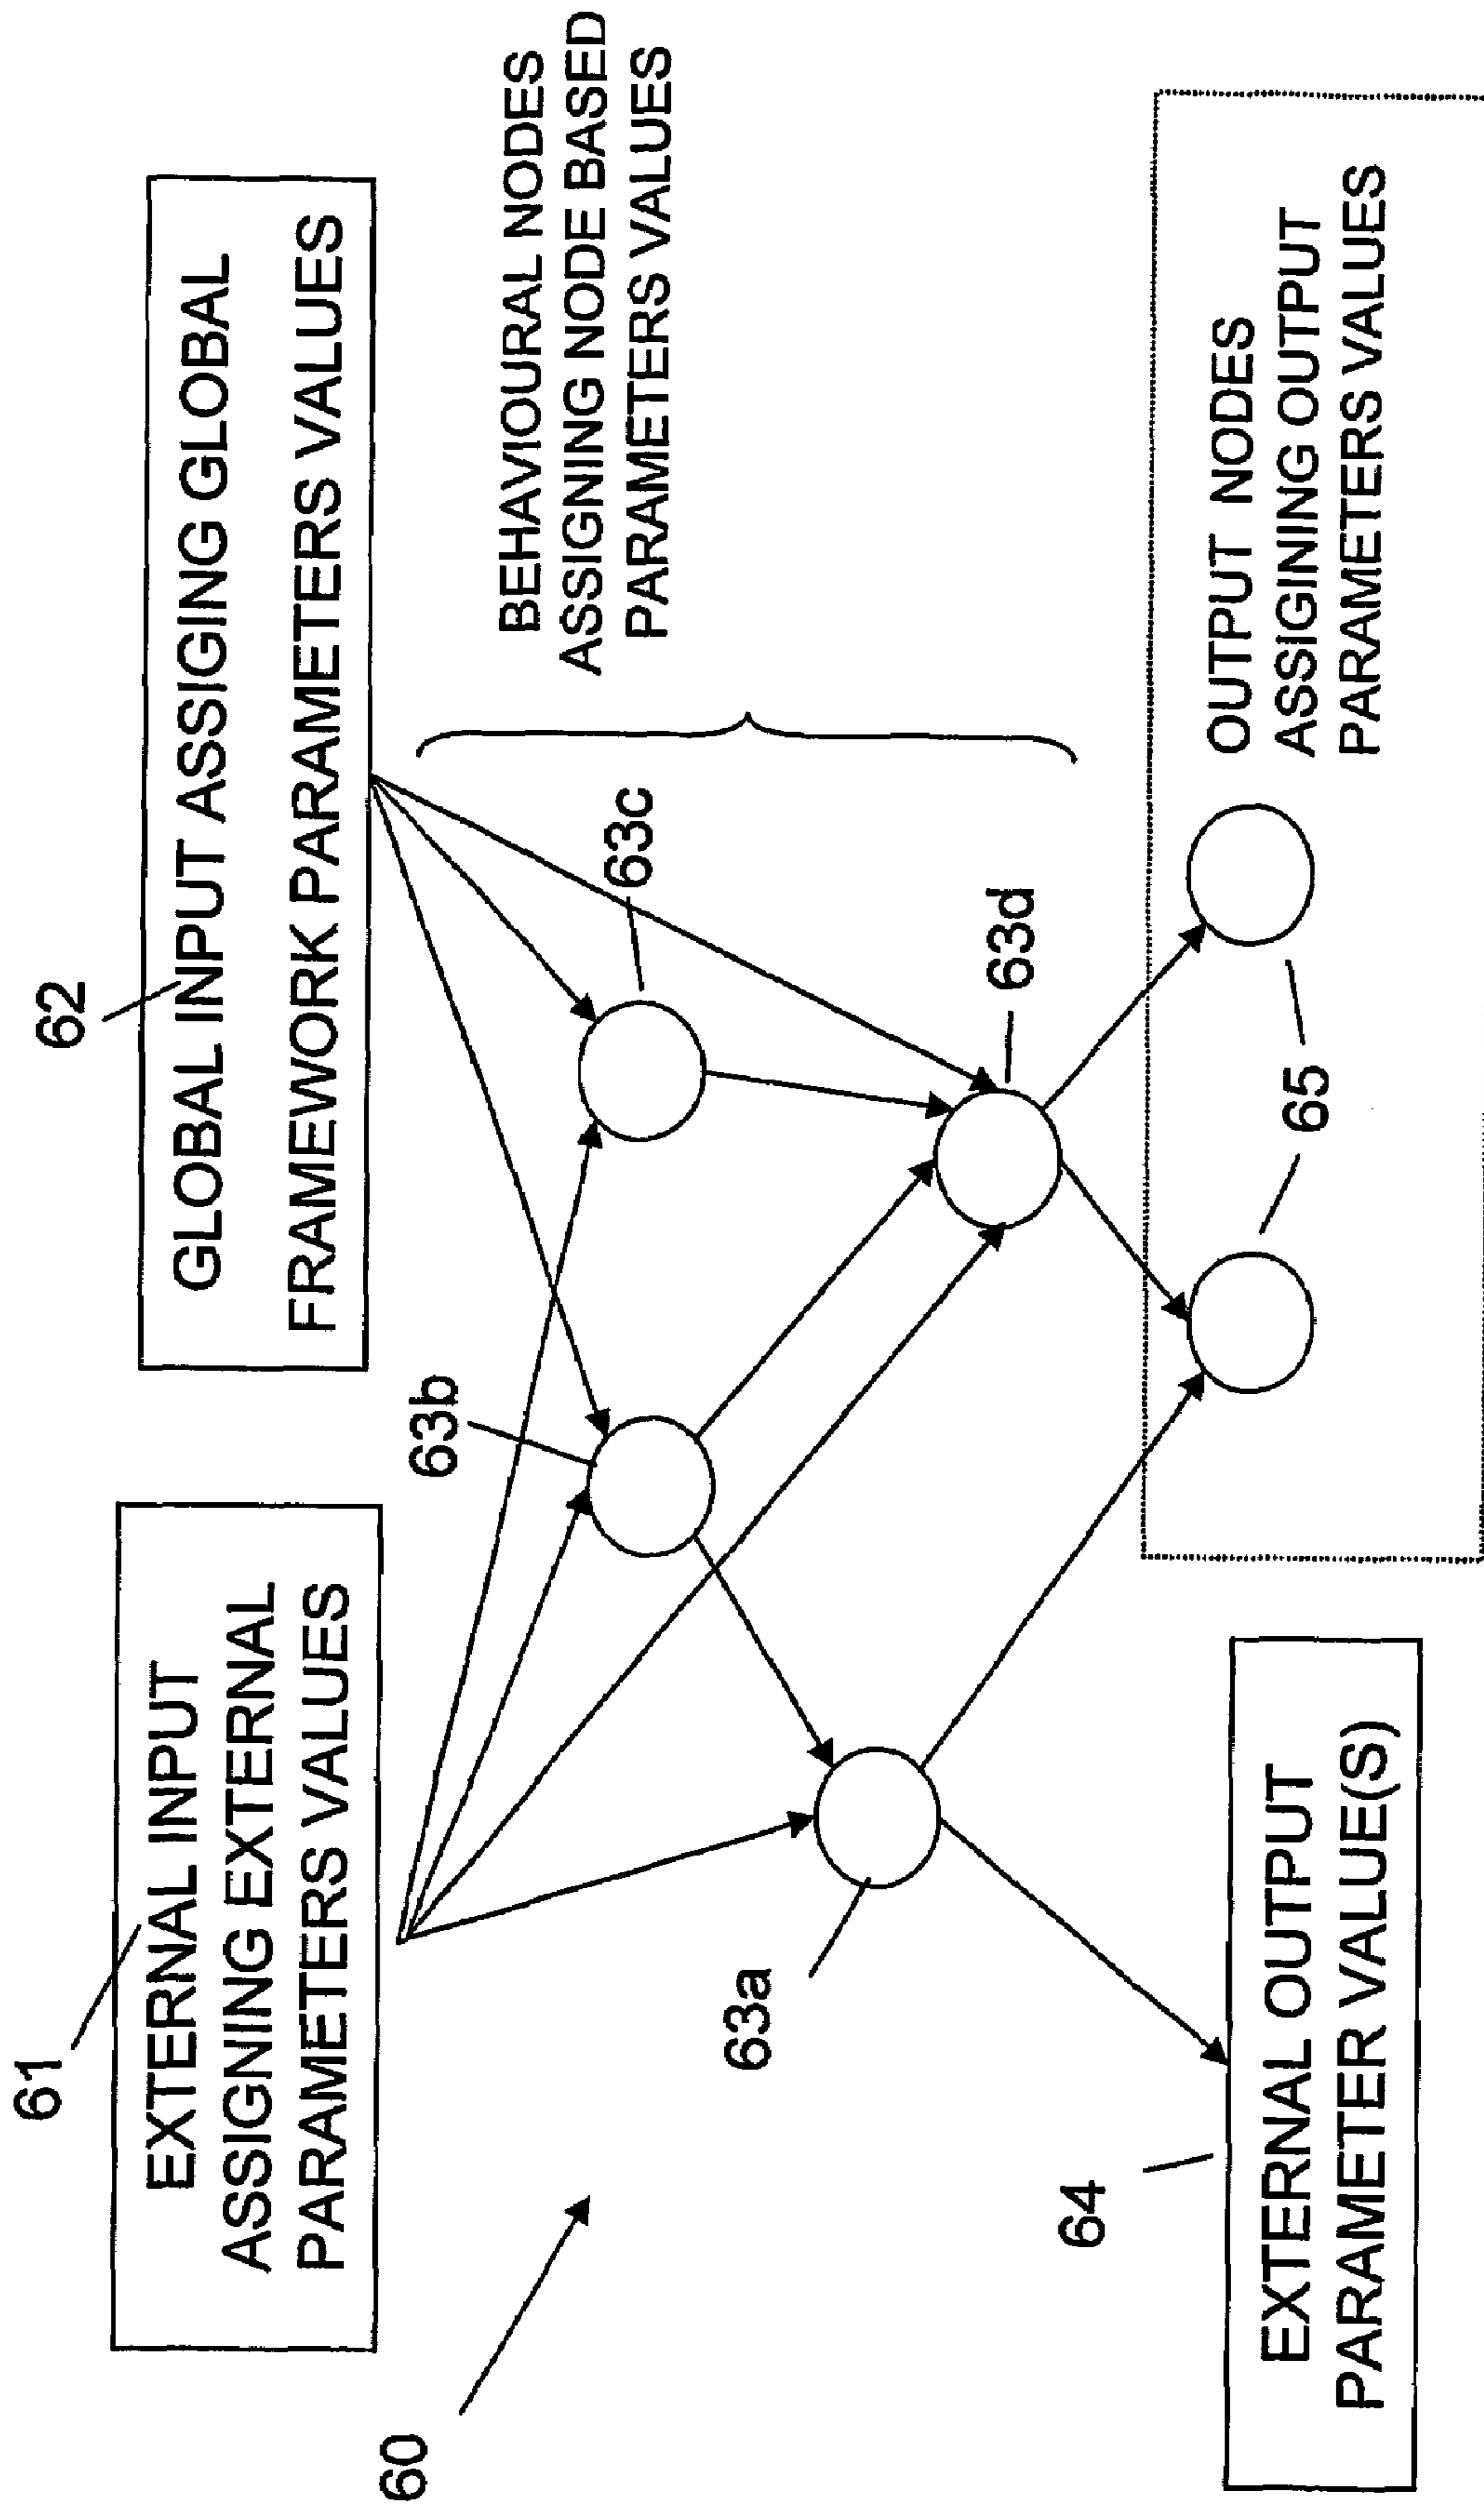 60
61
EXTERNAL INPUT
ASSIGNING EXTERNAL
PARAMETERS VALUES
62
GLOBAL INPUT ASSIGING GLOBAL
FRAMEWORK PARAMETERS VALUES
63b
63c
BEHAVIOURAL NODES
ASSIGNING NODE BASED
PARAMETERS VALUES
63a
63d
64
EXTERNAL OUTPUT
PARAMETER VALUE(S)
65
OUTPUT NODES
ASSIGINING OUTPUT
PARAMETERS VALUES